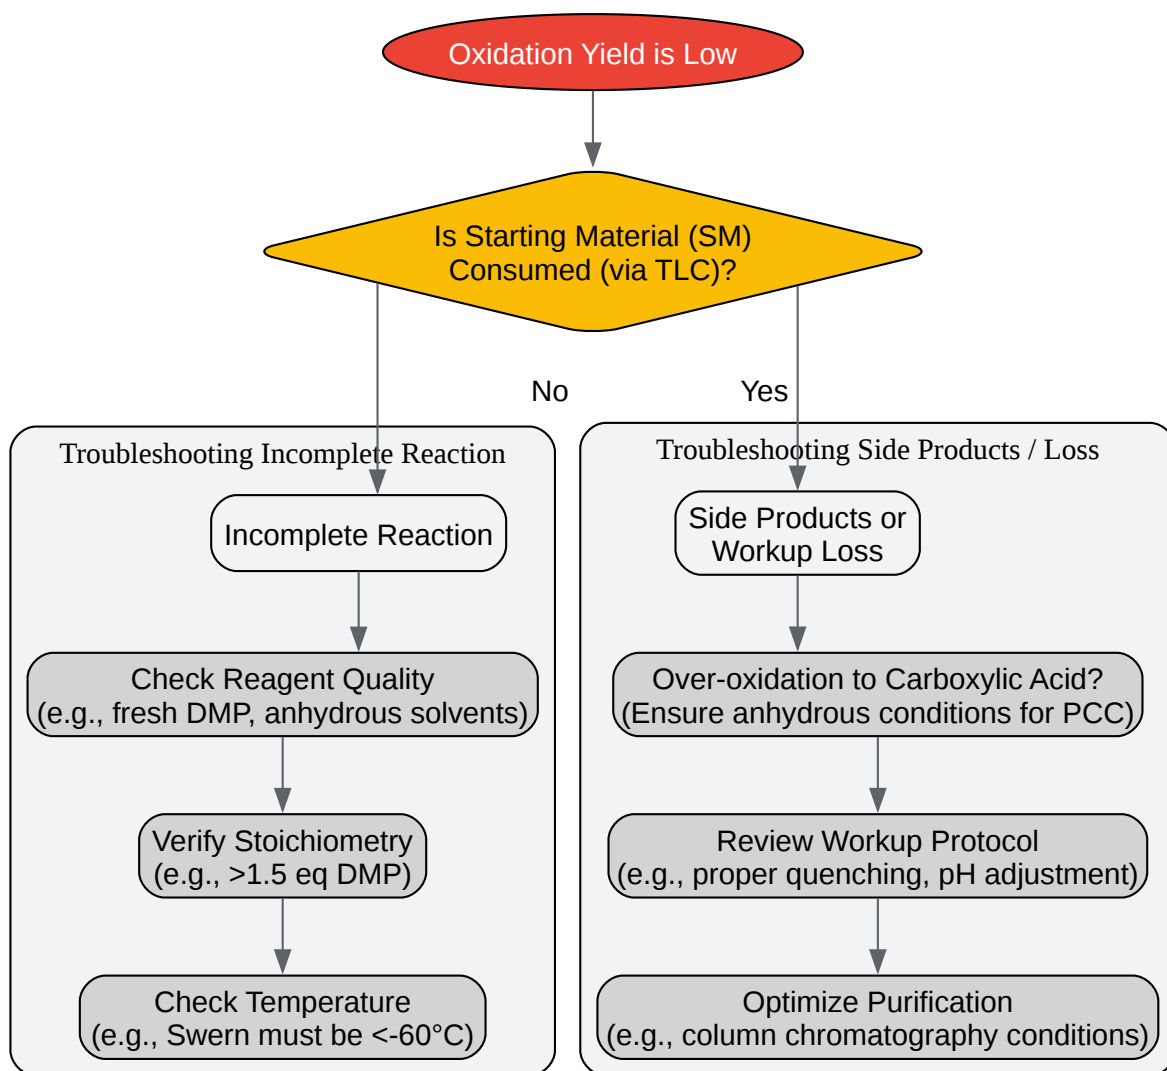 Oxidation Yield is Low
Is Starting Material (SM)
Consumed (via TLC)?
No
Yes
Troubleshooting Incomplete Reaction
Incomplete Reaction
Check Reagent Quality
(e.g., fresh DMP, anhydrous solvents)
Verify Stoichiometry
(e.g., >1.5 eq DMP)
Check Temperature
(e.g., Swern must be <-60°C)
Troubleshooting Side Products / Loss
Side Products or
Workup Loss
Over-oxidation to Carboxylic Acid?
(Ensure anhydrous conditions for PCC)
Review Workup Protocol
(e.g., proper quenching, pH adjustment)
Optimize Purification
(e.g., column chromatography conditions)